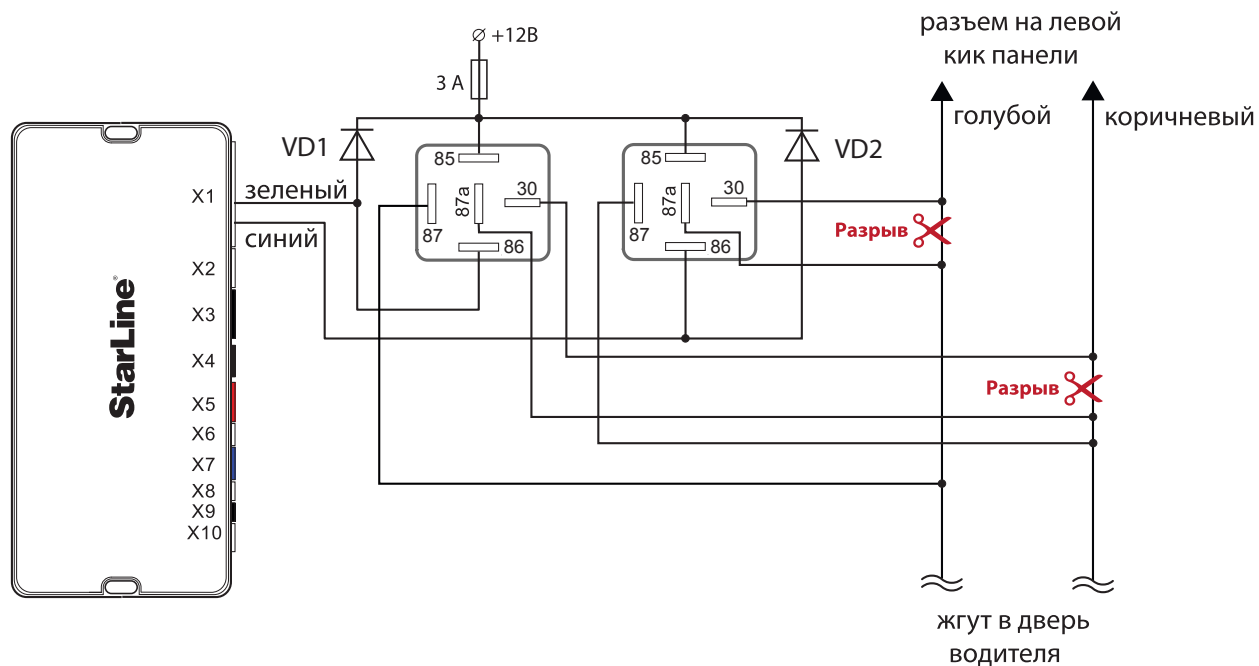 разъем на левой
кик панели
+12В
3 А
голубой
коричневый
VD1
VD2
85
87a
30
87
86
85
87a
30
87
86
X1
зеленый
синий
Разрыв
X2
X3
X4
X5
X6
X7
X8
X9
X10
StarLine®
Разрыв
жгут в дверь
водителя